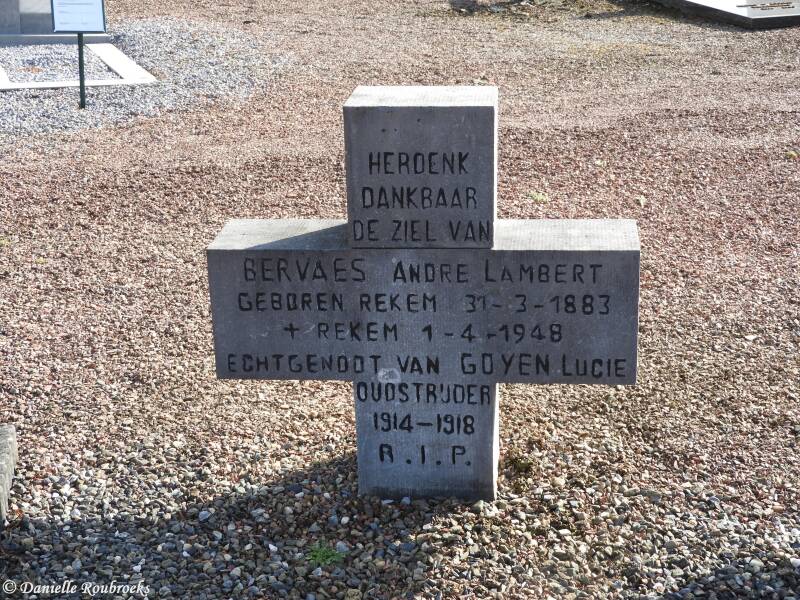 HERDENK
DANKBAAR
DE ZIEL VAN
BERVAES ANDRE LAMBERT
GEBOREN REKEM 31-3-1883
+ REKEM 1-4-1948
ECHTGENOOT VAN GOYEN LUCIE
OUDSTRIJDER
1914-1918
R.I.P.
© Danielle Roubroeks